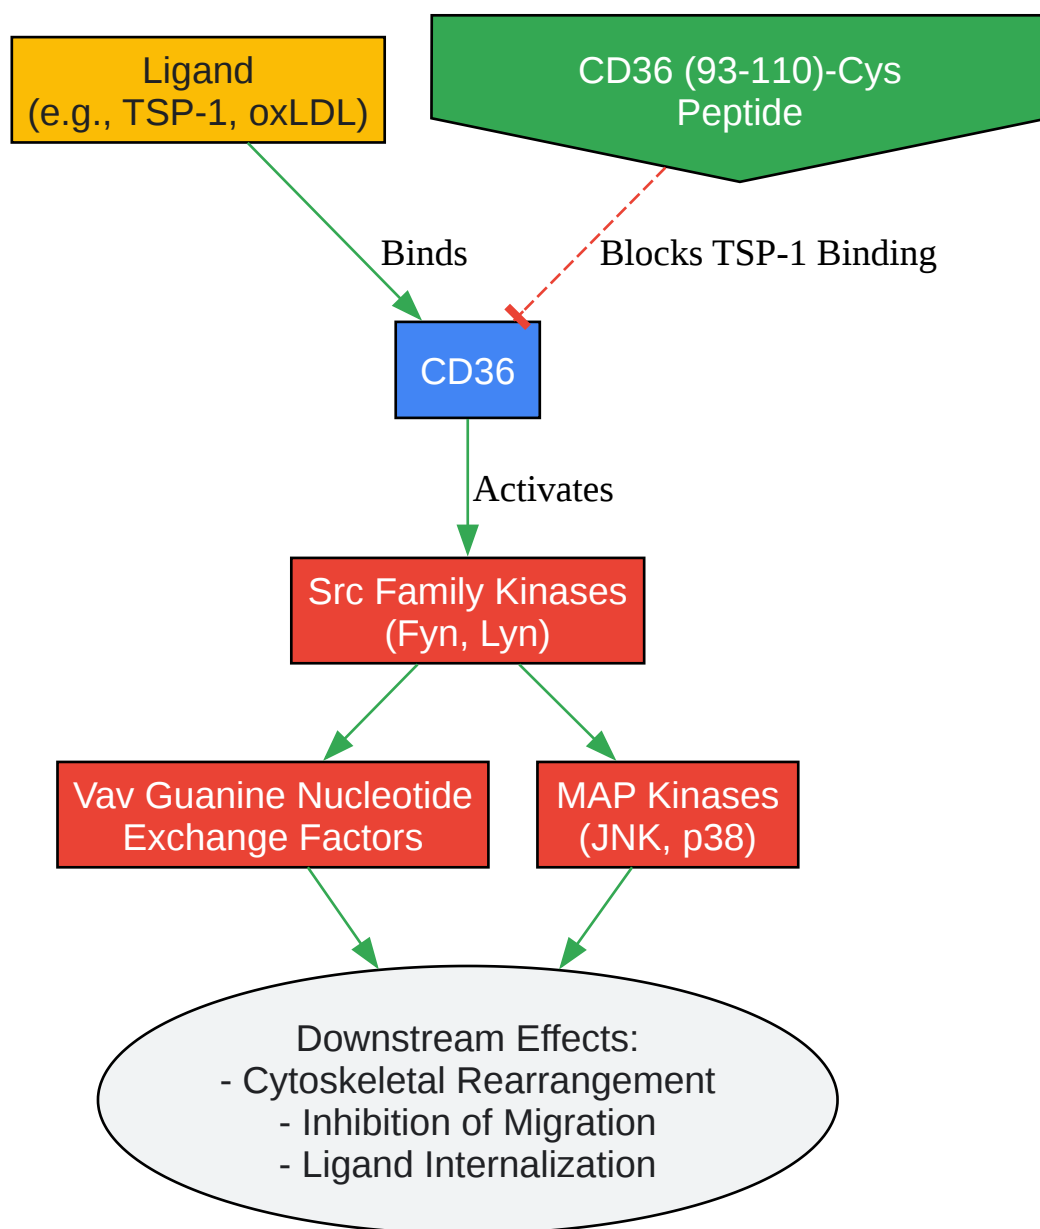 Ligand
(e.g., TSP-1, oxLDL)
CD36 (93-110)-Cys
Peptide
Binds
Blocks TSP-1 Binding
CD36
Activates
Src Family Kinases
(Fyn, Lyn)
Vav Guanine Nucleotide
Exchange Factors
MAP Kinases
(JNK, p38)
Downstream Effects:
- Cytoskeletal Rearrangement
- Inhibition of Migration
- Ligand Internalization